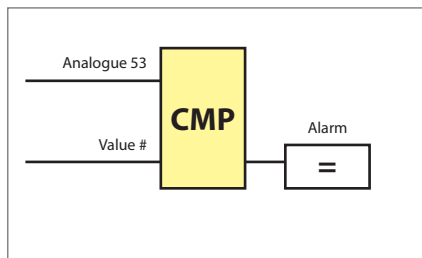 Analogue 53
CMP
Alarm
Value #
=